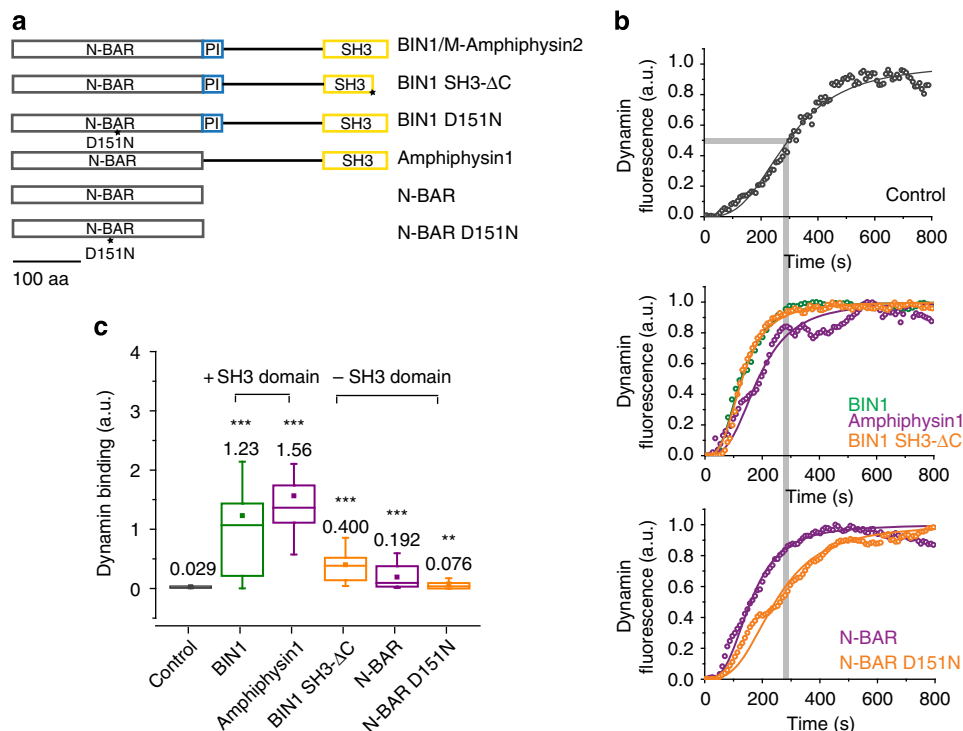 a
N-BAR PI SH3 BIN1/M-Amphiphysin2
N-BAR PI SH3 BIN1 SH3-ΔC
N-BAR PI SH3 BIN1 D151N
D151N
N-BAR SH3 Amphiphysin1
N-BAR N-BAR
N-BAR N-BAR D151N
D151N
100 aa
b
Dynamin fluorescence (a.u.)
1.0
0.8
0.6
0.4
0.2
0.0
Control
0 200 400 600 800
Time (s)
Dynamin fluorescence (a.u.)
1.0
0.8
0.6
0.4
0.2
0.0
BIN1
Amphiphysin1
BIN1 SH3-ΔC
0 200 400 600 800
Time (s)
Dynamin fluorescence (a.u.)
1.0
0.8
0.6
0.4
0.2
0.0
N-BAR
N-BAR D151N
0 200 400 600 800
Time (s)
c
Dynamin binding (a.u.)
4
3
2
1
0
+ SH3 domain − SH3 domain
*** *** *** *** **
0.029 1.23 1.56 0.400 0.192 0.076
Control BIN1 Amphiphysin1 BIN1 SH3-ΔC N-BAR N-BAR D151N